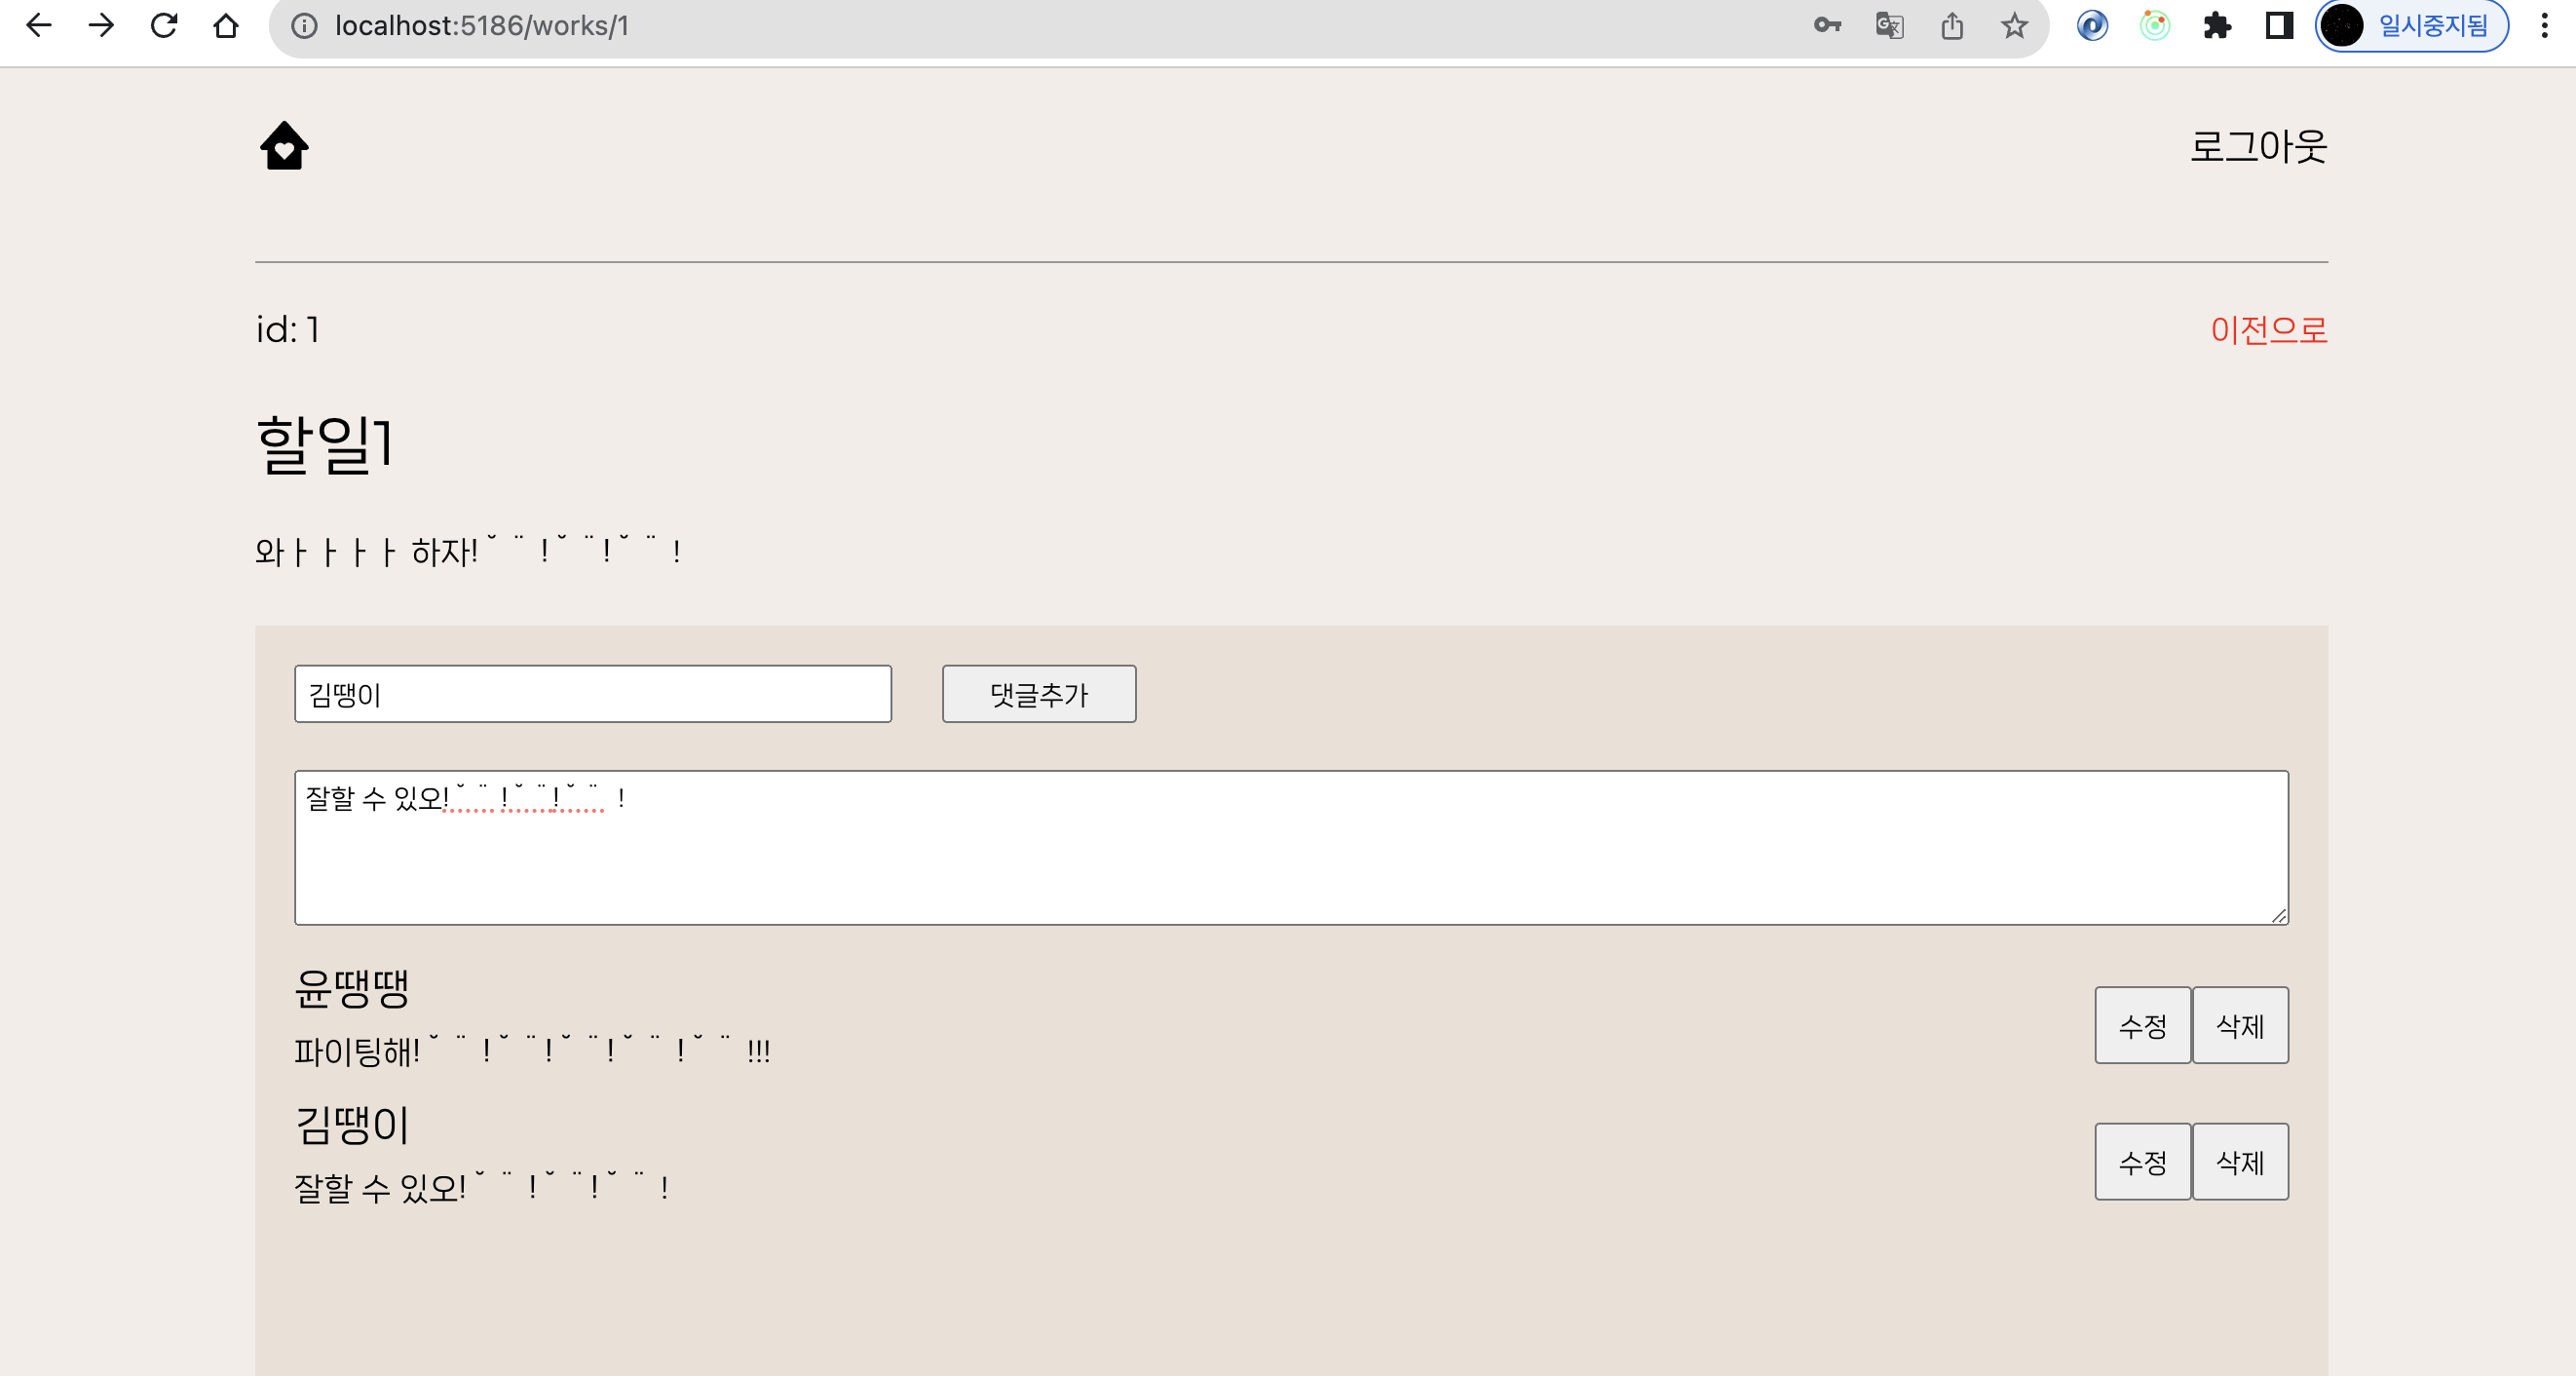 localhost:5186/works/1
일시중지됨
로그아웃
id: 1
이전으로
할일1
와ㅏㅏㅏㅏ 하자!˘ ¨ !˘ ¨!˘ ¨ !
김땡이
댓글추가
잘할 수 있오!˘ ¨ !˘ ¨!˘ ¨ !
윤땡땡
파이팅해!˘ ¨ !˘ ¨!˘ ¨!˘ ¨ !˘ ¨ !!!
수정 삭제
김땡이
잘할 수 있오!˘ ¨ !˘ ¨!˘ ¨ !
수정 삭제